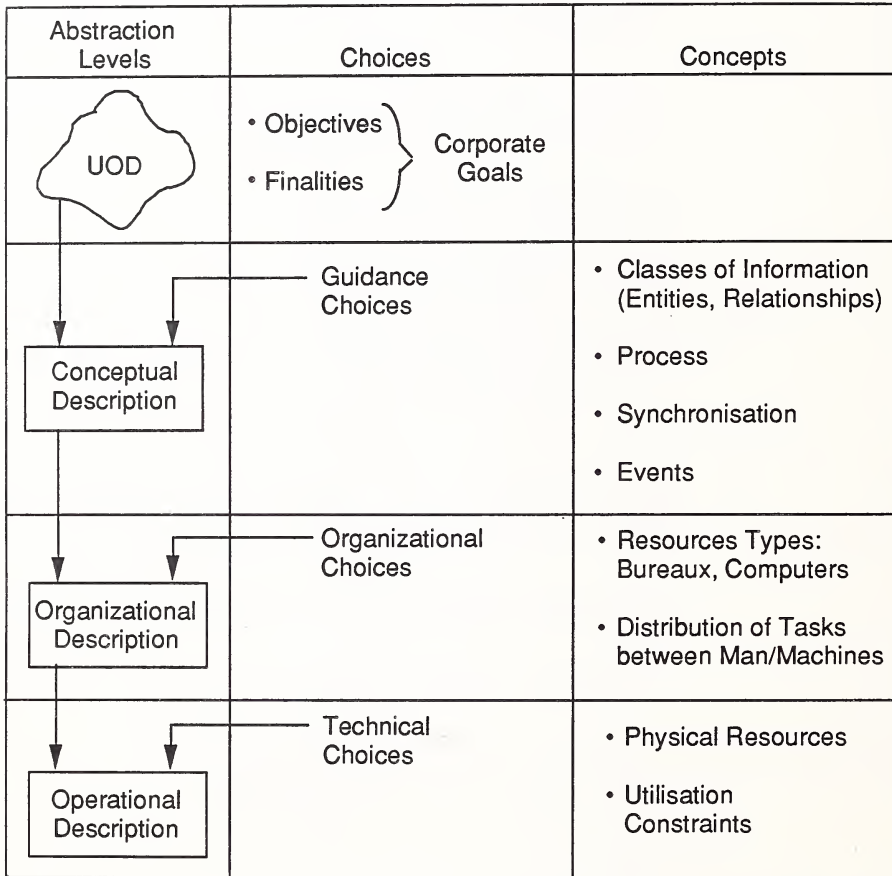 Abstraction
Levels
Choices
Concepts
UOD
• Objectives
• Finalities
Corporate
Goals
Guidance
Choices
• Classes of Information
(Entities, Relationships)
• Process
• Synchronisation
• Events
Conceptual
Description
Organizational
Choices
• Resources Types:
Bureaux, Computers
• Distribution of Tasks
between Man/Machines
Organizational
Description
Technical
Choices
• Physical Resources
• Utilisation
Constraints
Operational
Description